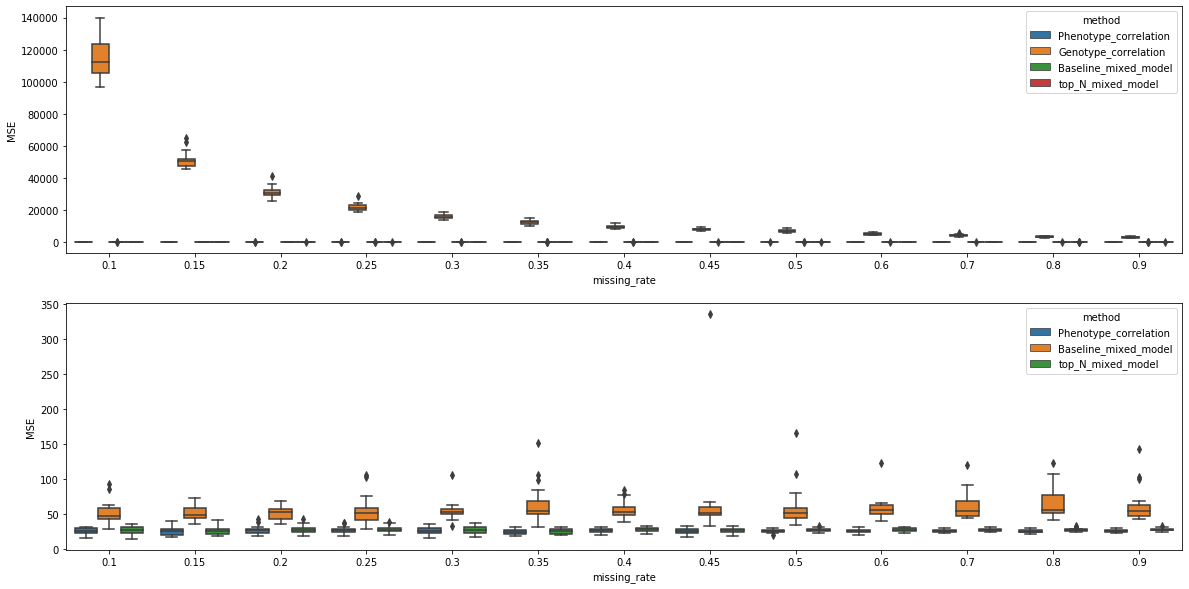 140000
120000
100000
80000
60000
40000
20000
0
MSE
method
Phenotype_correlation
Genotype_correlation
Baseline_mixed_model
top_N_mixed_model
0.1 0.15 0.2 0.25 0.3 0.35 0.4 0.45 0.5 0.6 0.7 0.8 0.9
missing_rate
350
300
250
200
150
100
50
0
MSE
method
Phenotype_correlation
Baseline_mixed_model
top_N_mixed_model
0.1 0.15 0.2 0.25 0.3 0.35 0.4 0.45 0.5 0.6 0.7 0.8 0.9
missing_rate